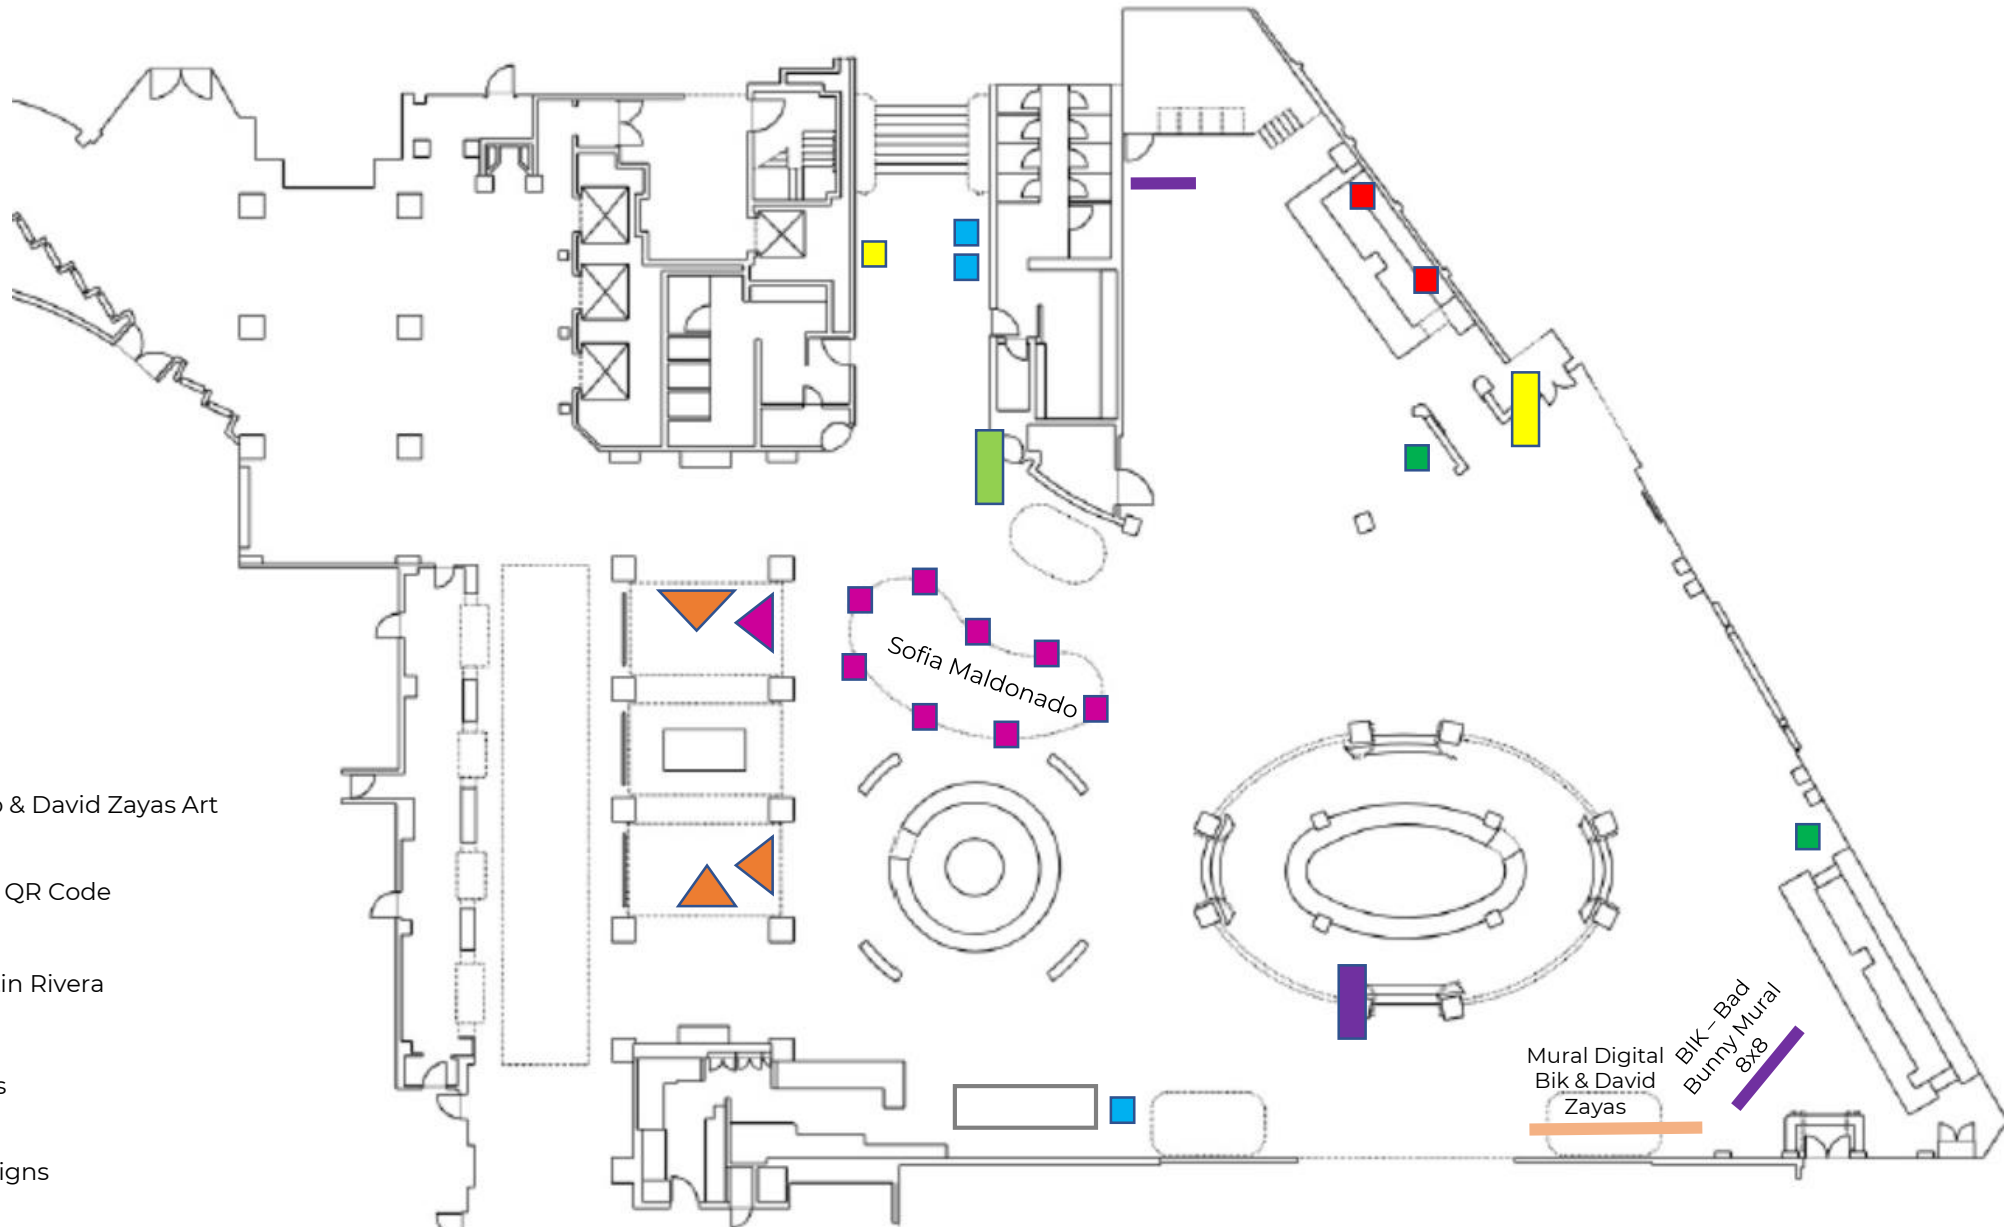 Sofia Maldonado
& David Zayas Art
QR Code
in Rivera
Mural Digital
Bik & David
Zayas
BIK – Bad
Bunny Mural
8x8